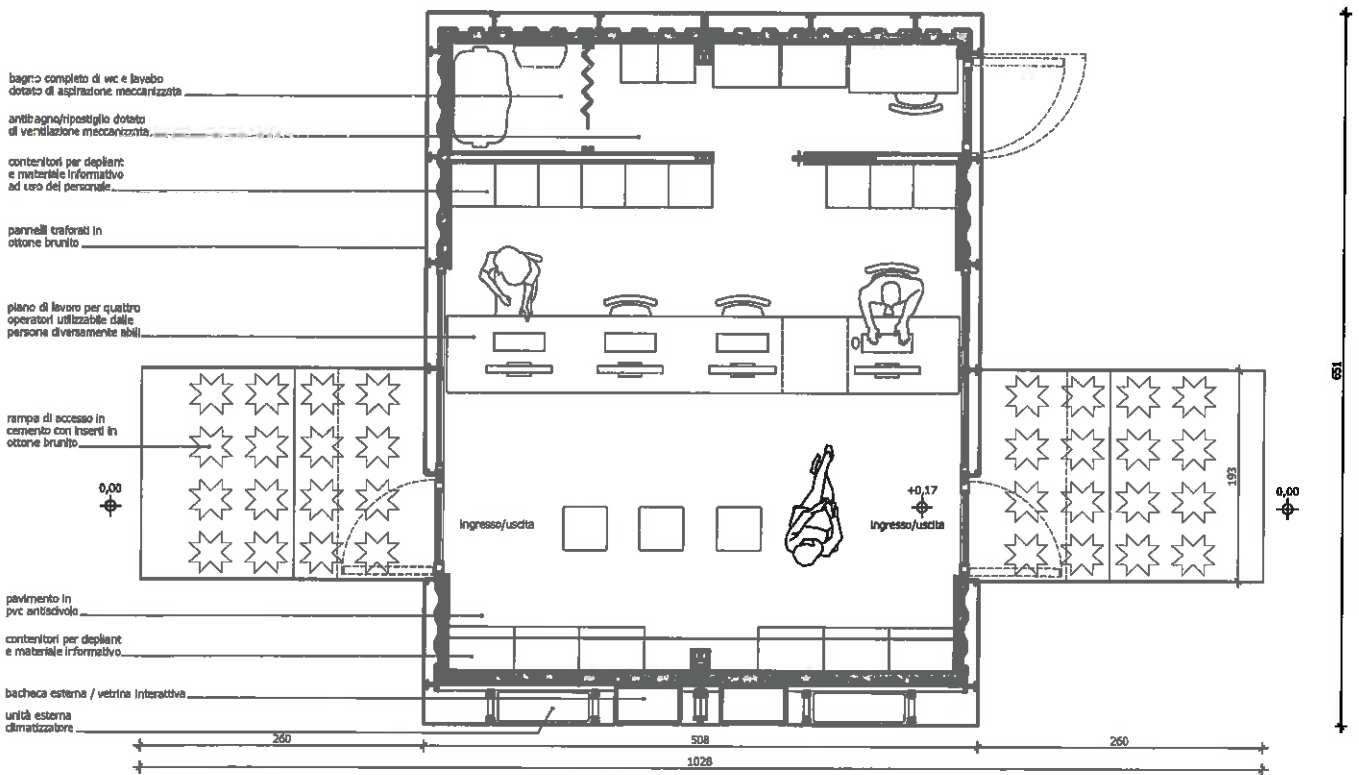 bagno completo di wc e lavabo
dotato di aspirazione meccanizzata
antibagno/ripostiglio dotato
di ventilazione meccanizzata
contenitori per depliant
e materiale informativo
ad uso del personale
pannelli traforati in
ottone brunito
piano di lavoro per quattro
operatori utilizzabile dalle
persone diversamente abili
rampa di accesso in
cemento con inserti in
ottone brunito
0,00
ingresso/uscita
+0,17
ingresso/uscita
193
0,00
651
pavimento in
pvc antiscivolo
contenitori per depliant
e materiale informativo
bacheca esterna / vetrina interattiva
unità esterna
climatizzatore
260
508
260
1028